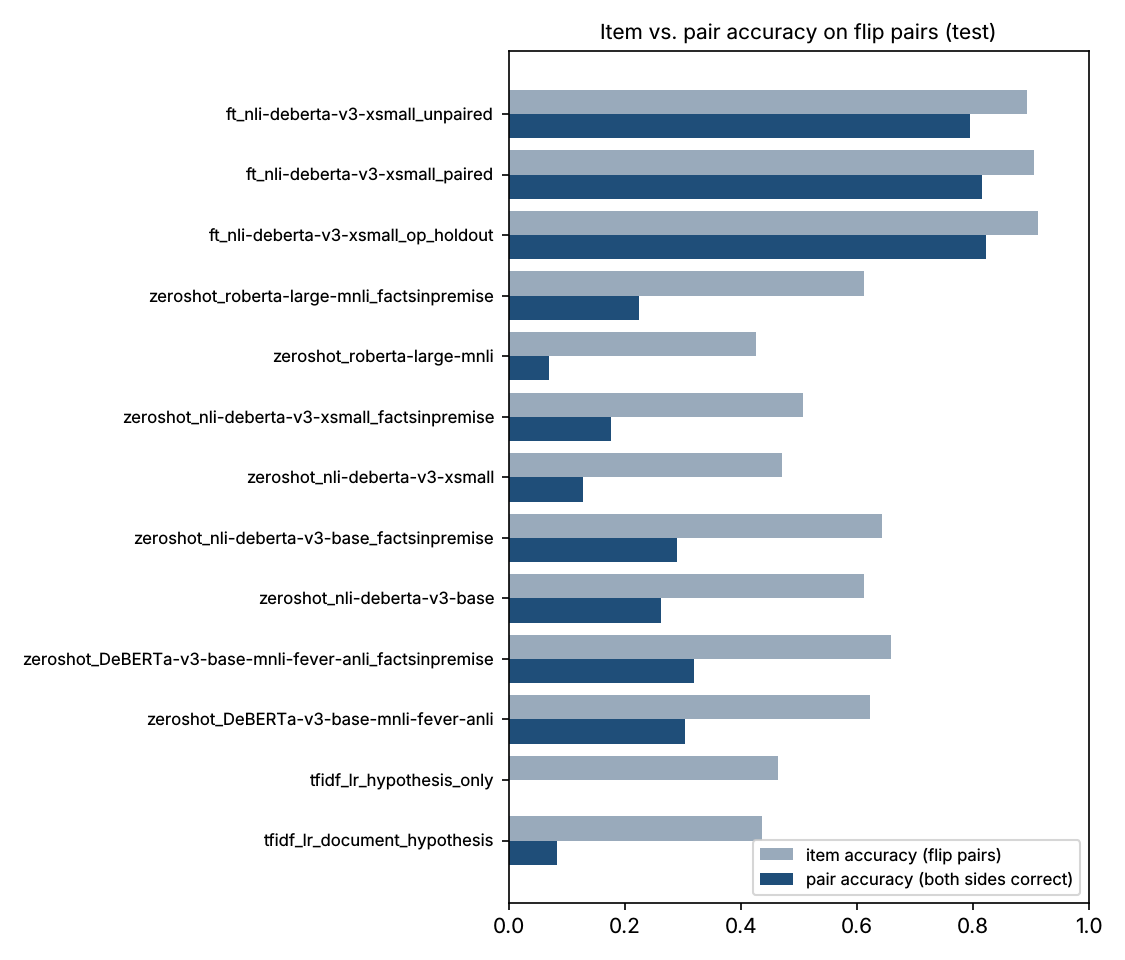 Item vs. pair accuracy on flip pairs (test)
ft_nli-deberta-v3-xsmall_unpaired
ft_nli-deberta-v3-xsmall_paired
ft_nli-deberta-v3-xsmall_op_holdout
zeroshot_roberta-large-mnli_factsinpremise
zeroshot_roberta-large-mnli
zeroshot_nli-deberta-v3-xsmall_factsinpremise
zeroshot_nli-deberta-v3-xsmall
zeroshot_nli-deberta-v3-base_factsinpremise
zeroshot_nli-deberta-v3-base
zeroshot_DeBERTa-v3-base-mnli-fever-anli_factsinpremise
zeroshot_DeBERTa-v3-base-mnli-fever-anli
tfidf_lr_hypothesis_only
tfidf_lr_document_hypothesis
item accuracy (flip pairs)
pair accuracy (both sides correct)
0.0 0.2 0.4 0.6 0.8 1.0